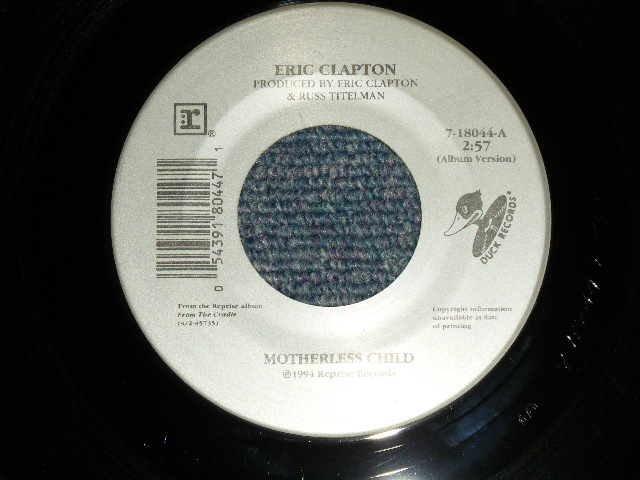 ERIC CLAPTON
PRODUCED BY ERIC CLAPTON
& RUSS TITELMAN
r®
7-18044-A
2:57
(Album Version)
0 54391 80447 1
DUCK RECORDS®
From the Reprise album
From The Cradle
(4/2-45735)
Copyright information
unavailable as date
of printing
MOTHERLESS CHILD
℗1994 Reprise Records